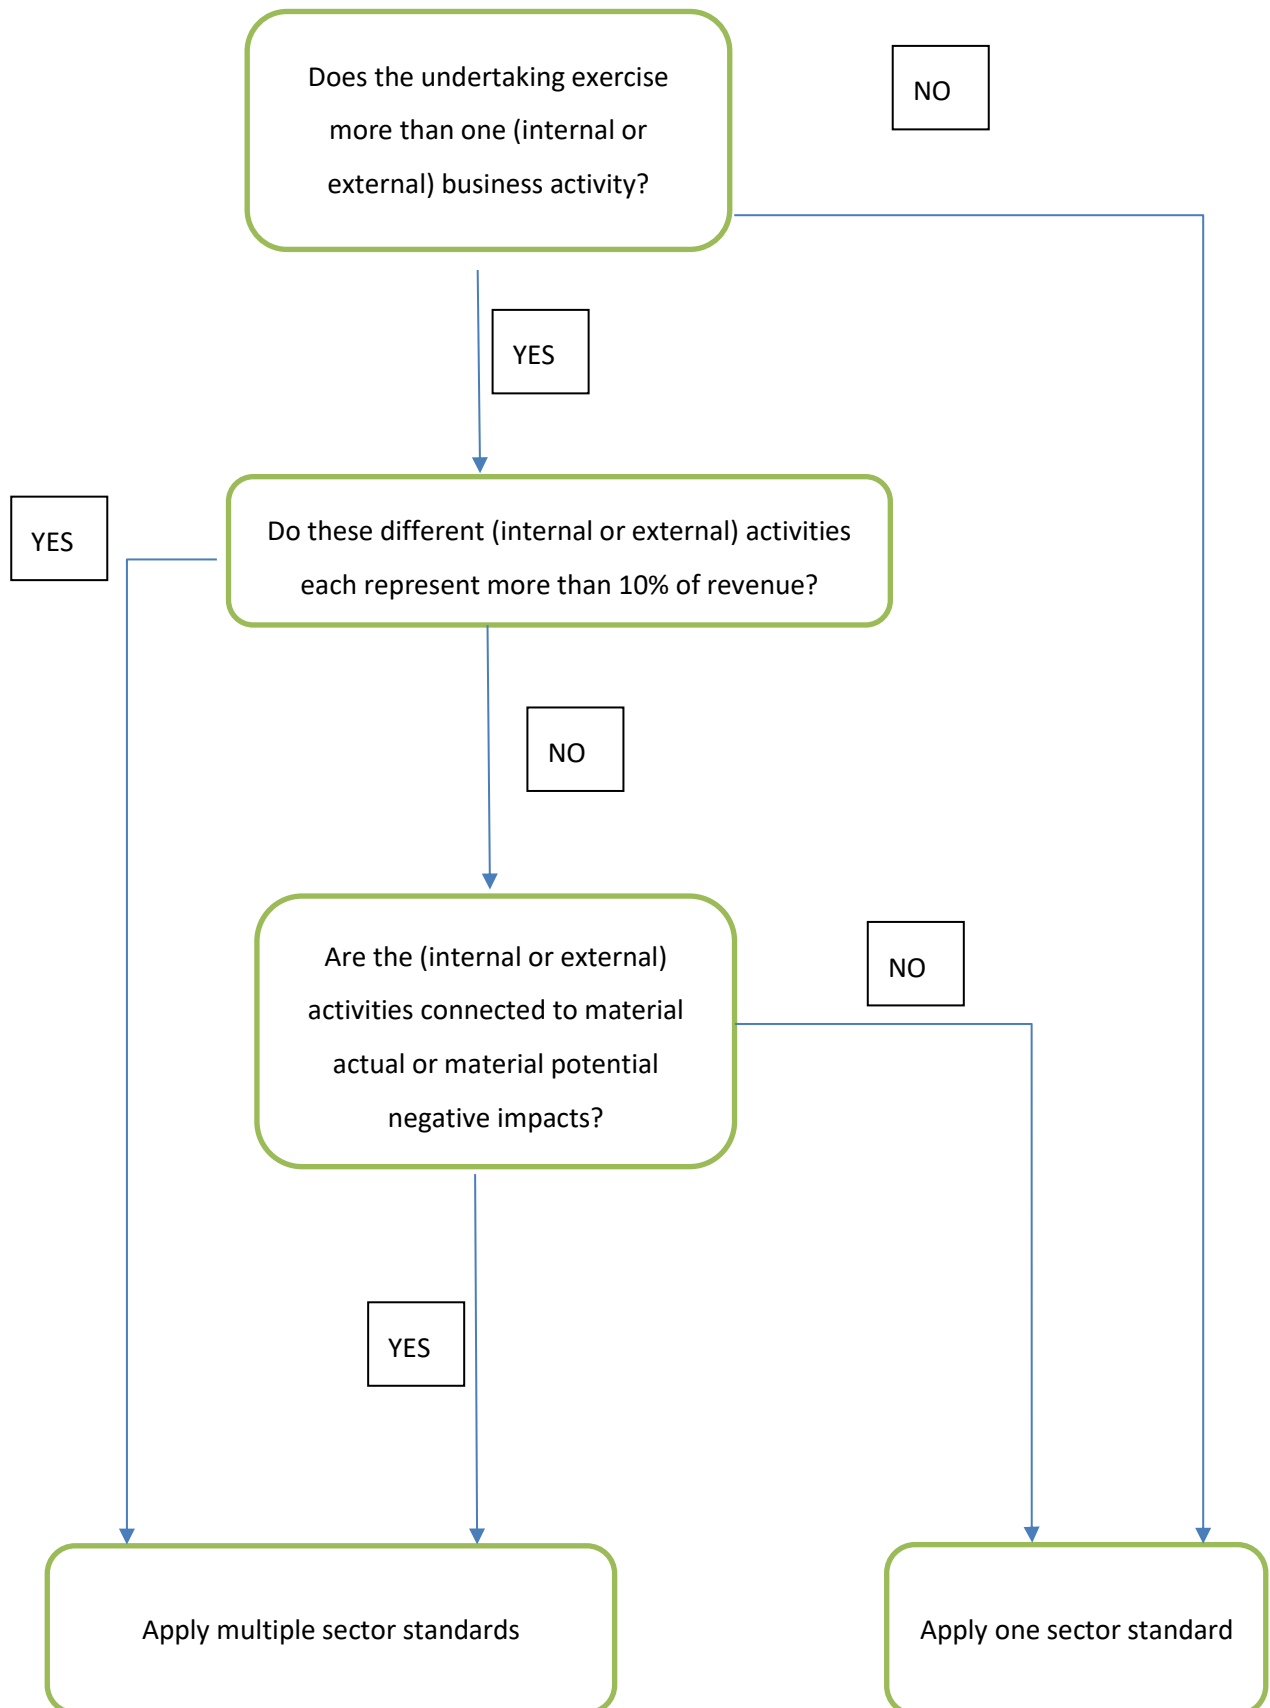 Does the undertaking exercise
more than one (internal or
external) business activity?
NO
YES
Do these different (internal or external) activities
each represent more than 10% of revenue?
YES
NO
Are the (internal or external)
activities connected to material
actual or material potential
negative impacts?
NO
YES
Apply multiple sector standards
Apply one sector standard